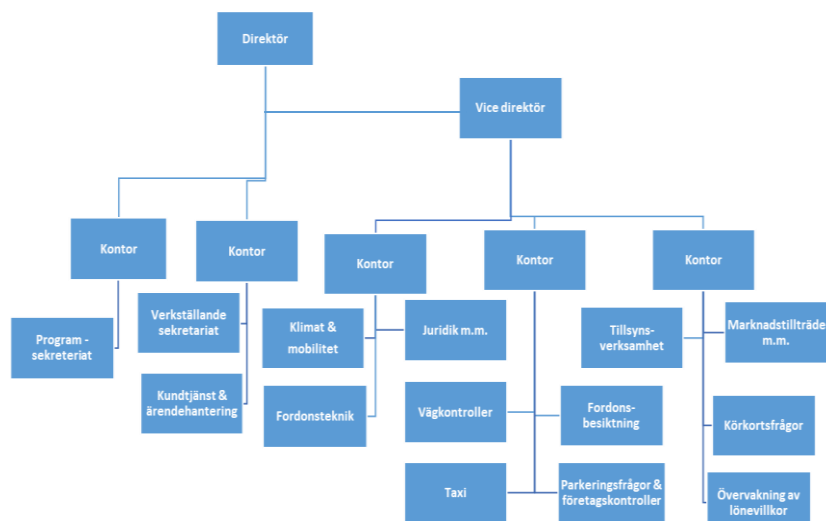 Direktör
Vice direktör
Kontor
Kontor
Kontor
Kontor
Kontor
Program -
sekreteriat
Verkställande
sekretariat
Kundtjänst &
ärendehantering
Klimat &
mobilitet
Juridik m.m.
Fordonsteknik
Vägkontroller
Fordons-
besiktning
Taxi
Parkeringsfrågor &
företagskontroller
Tillsyns-
verksamhet
Marknadstillträde
m.m.
Körkortsfrågor
Övervakning av
lönevillkor